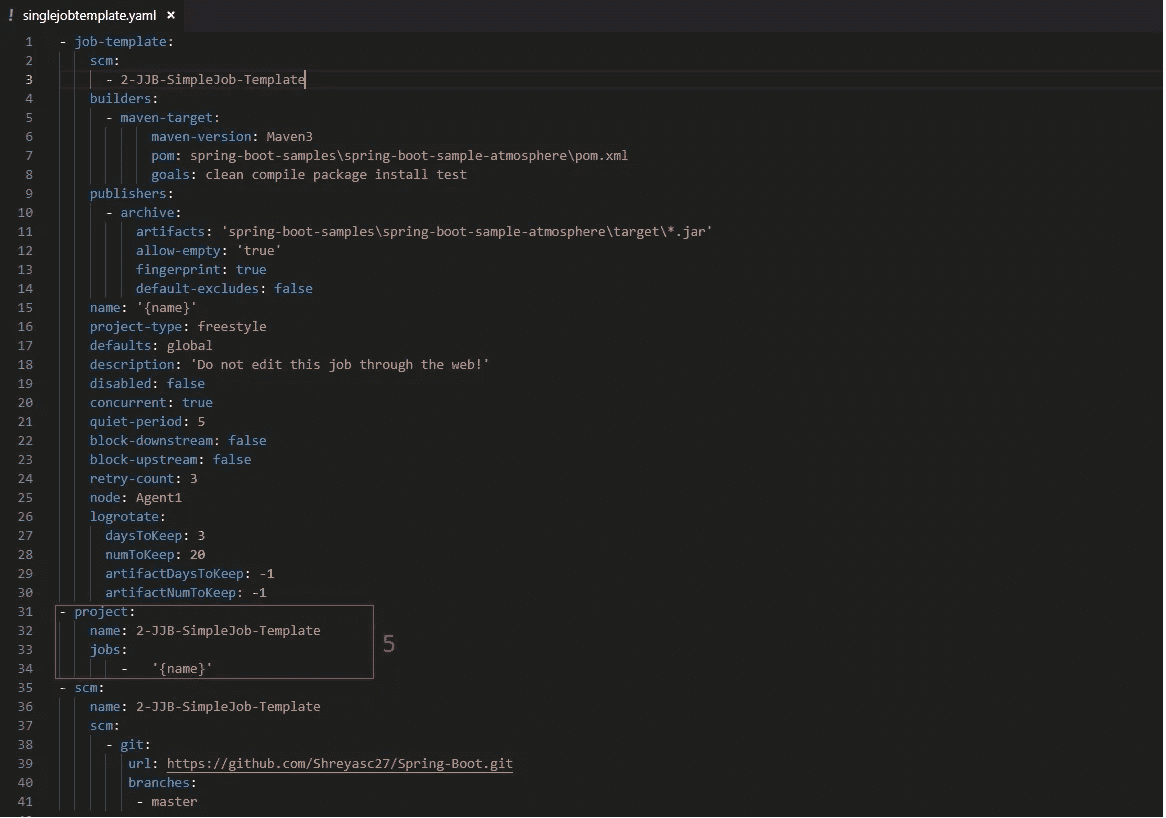 ! singlejobtemplate.yaml ×
1 - job-template:
2 scm:
3 - 2-JJB-SimpleJob-Template
4 builders:
5 - maven-target:
6 maven-version: Maven3
7 pom: spring-boot-samples\spring-boot-sample-atmosphere\pom.xml
8 goals: clean compile package install test
9 publishers:
10 - archive:
11 artifacts: 'spring-boot-samples\spring-boot-sample-atmosphere\target\*.jar'
12 allow-empty: 'true'
13 fingerprint: true
14 default-excludes: false
15 name: '{name}'
16 project-type: freestyle
17 defaults: global
18 description: 'Do not edit this job through the web!'
19 disabled: false
20 concurrent: true
21 quiet-period: 5
22 block-downstream: false
23 block-upstream: false
24 retry-count: 3
25 node: Agent1
26 logrotate:
27 daysToKeep: 3
28 numToKeep: 20
29 artifactDaysToKeep: -1
30 artifactNumToKeep: -1
31 - project:
32 name: 2-JJB-SimpleJob-Template
33 jobs:
5
34 - '{name}'
35 - scm:
36 name: 2-JJB-SimpleJob-Template
37 scm:
38 - git:
39 url: https://github.com/Shreyasc27/Spring-Boot.git
40 branches:
41 - master